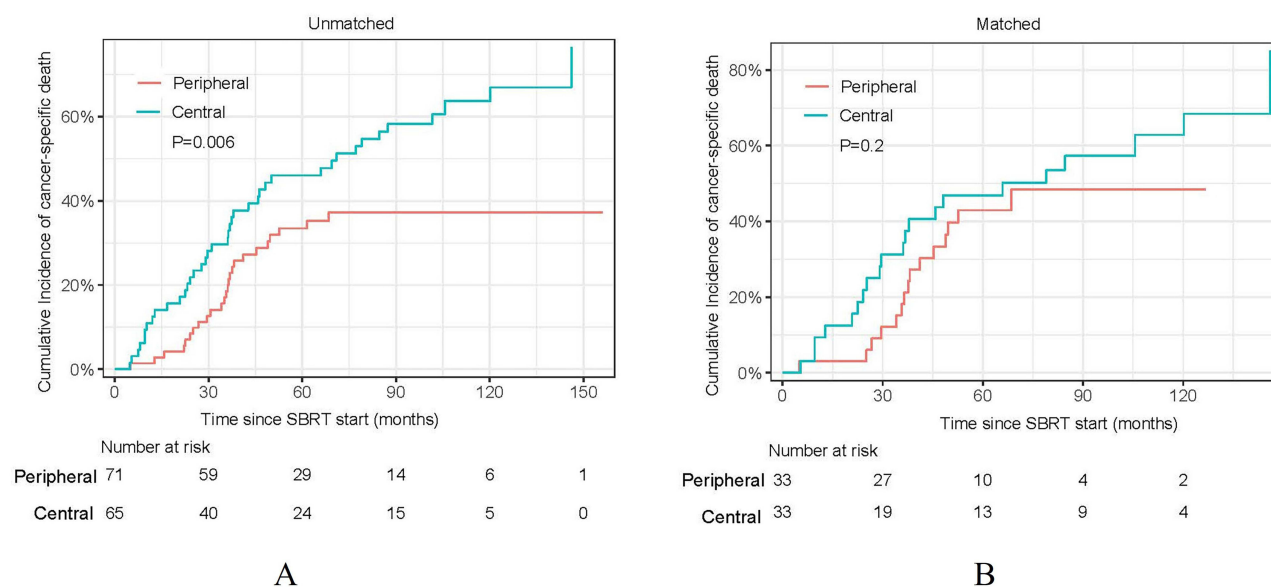 Unmatched
Cumulative Incidence of cancer-specific death
60%
40%
20%
0%
Peripheral
Central
P=0.006
0 30 60 90 120 150
Time since SBRT start (months)
Number at risk
Peripheral 71 59 29 14 6 1
Central 65 40 24 15 5 0
A
Matched
Cumulative Incidence of cancer-specific death
80%
60%
40%
20%
0%
Peripheral
Central
P=0.2
0 30 60 90 120
Time since SBRT start (months)
Number at risk
Peripheral 33 27 10 4 2
Central 33 19 13 9 4
B